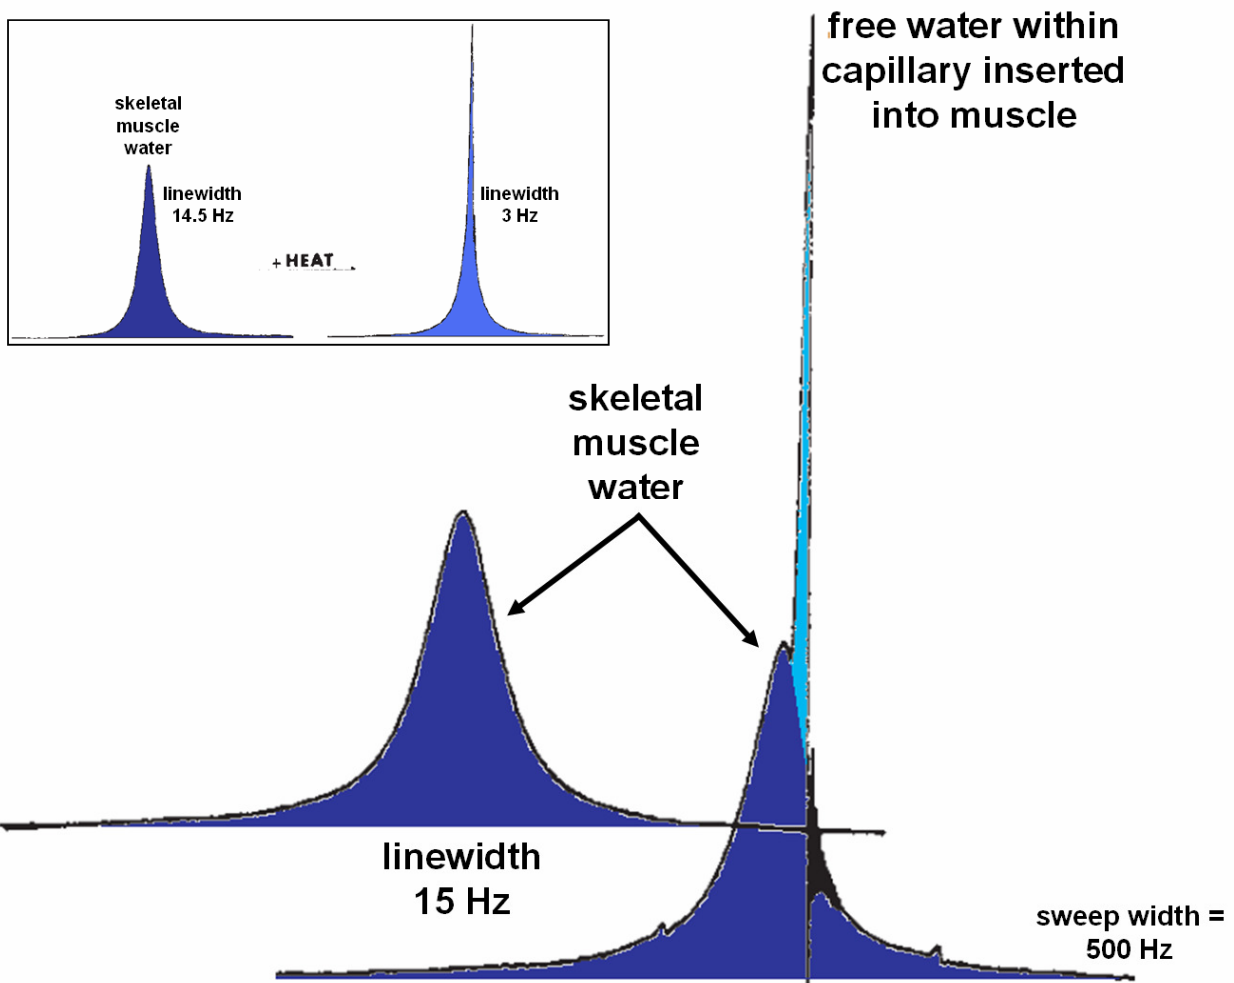 free water within
capillary inserted
into muscle
skeletal
muscle
water
linewidth
14.5 Hz
+ HEAT
linewidth
3 Hz
skeletal
muscle
water
linewidth
15 Hz
sweep width =
500 Hz